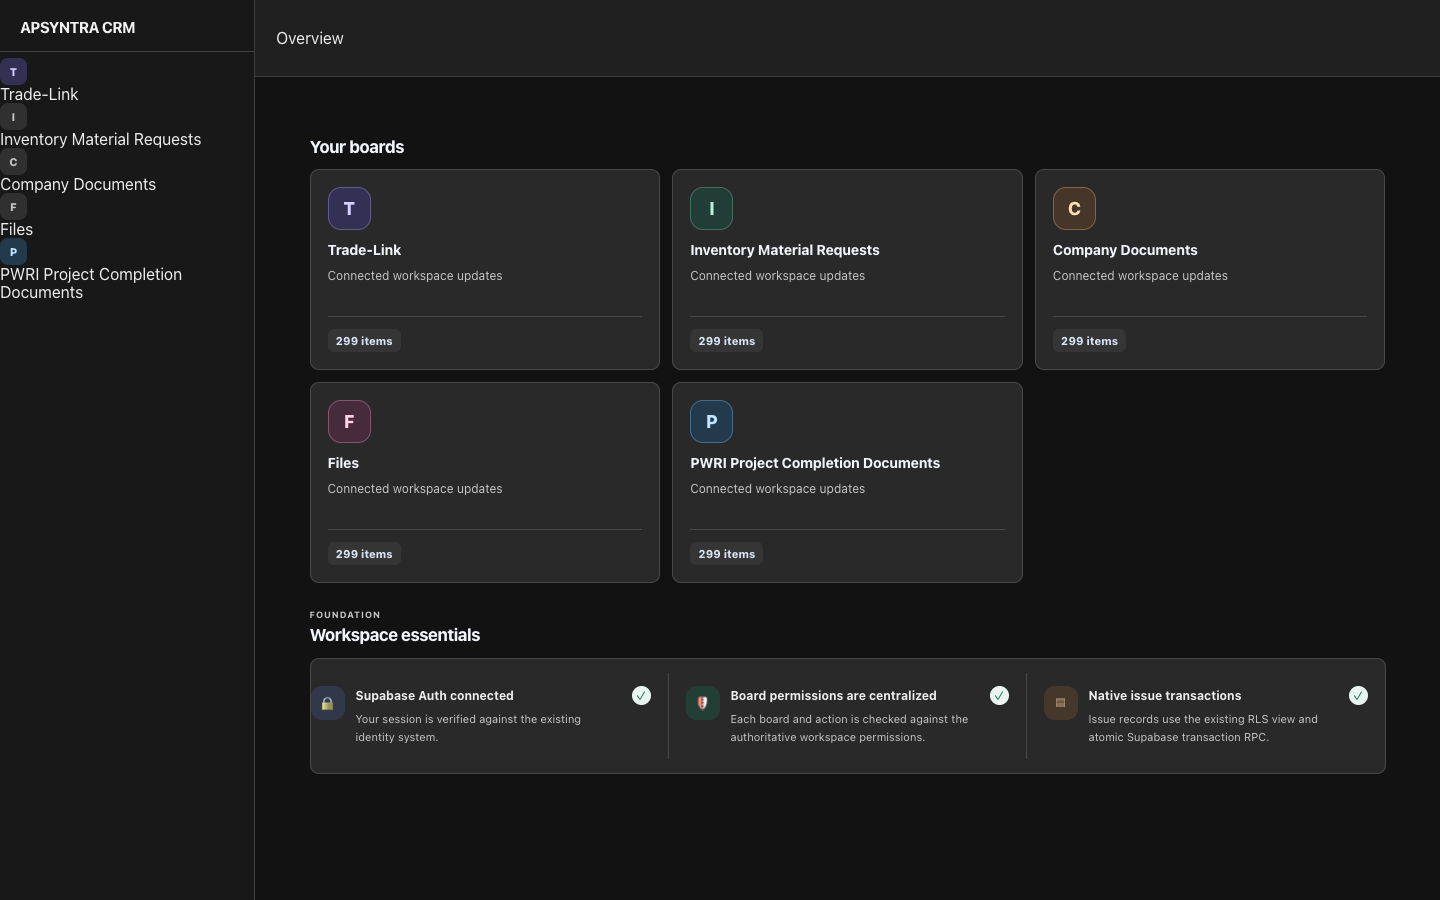 APSYNTRA CRM
Overview
T
Trade-Link
I
Inventory Material Requests
C
Company Documents
F
Files
P
PWRI Project Completion
Documents
Your boards
T
Trade-Link
Connected workspace updates
299 items
I
Inventory Material Requests
Connected workspace updates
299 items
C
Company Documents
Connected workspace updates
299 items
F
Files
Connected workspace updates
299 items
P
PWRI Project Completion Documents
Connected workspace updates
299 items
FOUNDATION
Workspace essentials
Supabase Auth connected
Your session is verified against the existing
identity system.
Board permissions are centralized
Each board and action is checked against the
authoritative workspace permissions.
Native issue transactions
Issue records use the existing RLS view and
atomic Supabase transaction RPC.